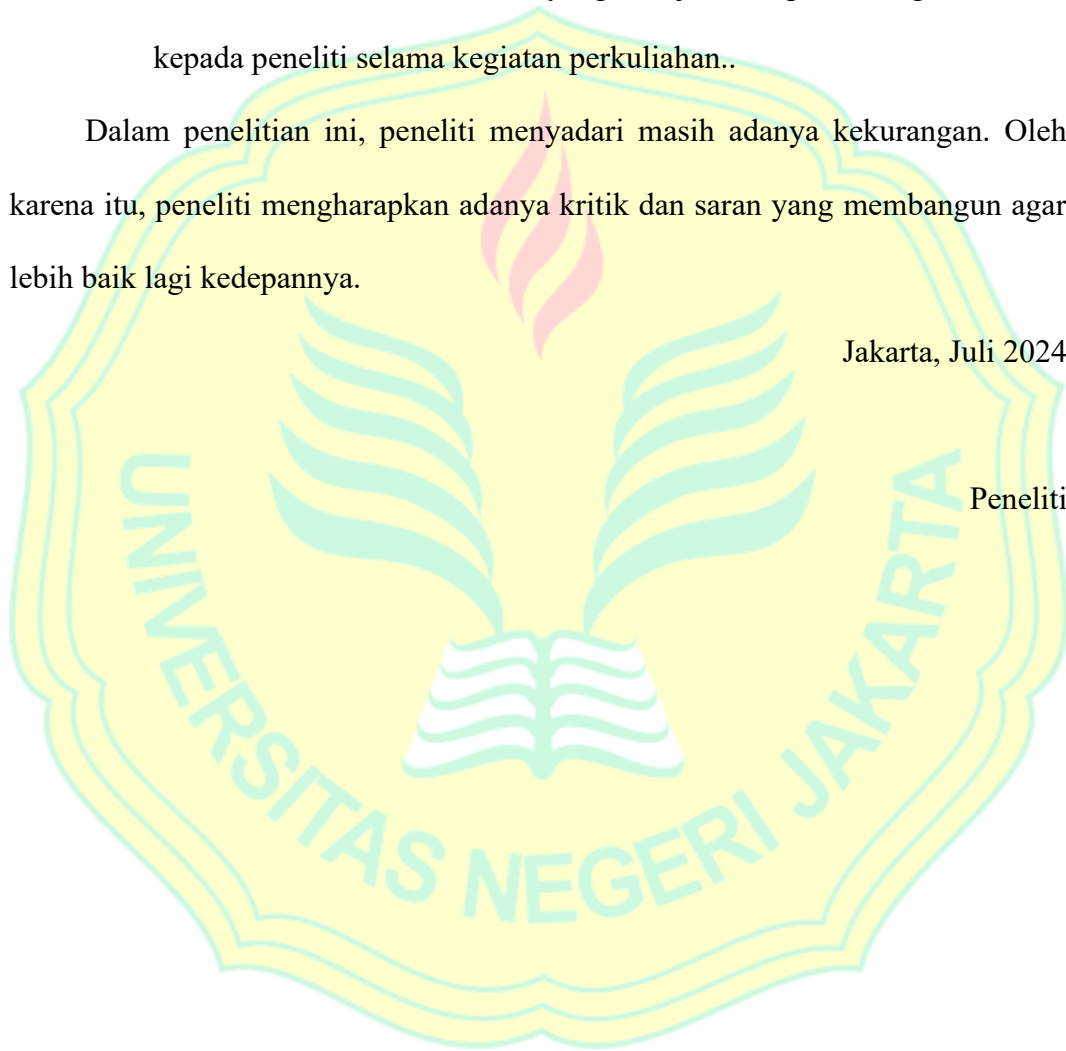 kepada peneliti selama kegiatan perkuliahan..
Dalam penelitian ini, peneliti menyadari masih adanya kekurangan. Oleh
karena itu, peneliti mengharapkan adanya kritik dan saran yang membangun agar
lebih baik lagi kedepannya.
Jakarta, Juli 2024
Peneliti
UNIVERSITAS NEGERI JAKARTA